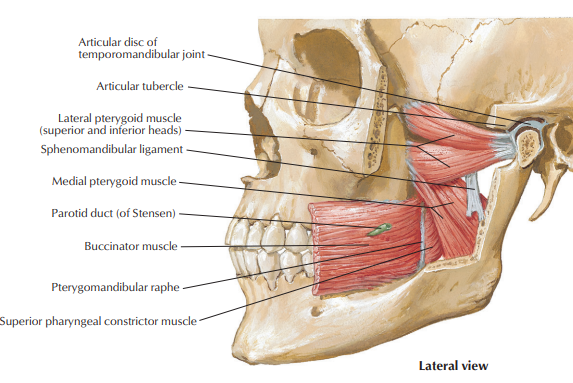 Articular disc of
temporomandibular joint
Articular tubercle
Lateral pterygoid muscle
(superior and inferior heads)
Sphenomandibular ligament
Medial pterygoid muscle
Parotid duct (of Stensen)
Buccinator muscle
Pterygomandibular raphe
Superior pharyngeal constrictor muscle
Lateral view